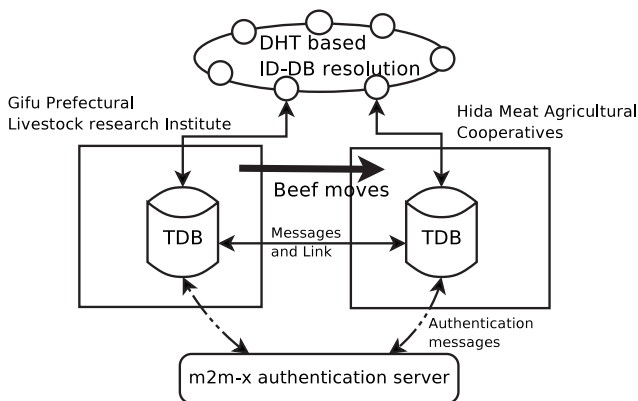 DHT based
ID-DB resolution
Gifu Prefectural
Livestock research Institute
Hida Meat Agricultural
Cooperatives
Beef moves
TDB
Messages
and Link
TDB
Authentication
messages
m2m-x authentication server